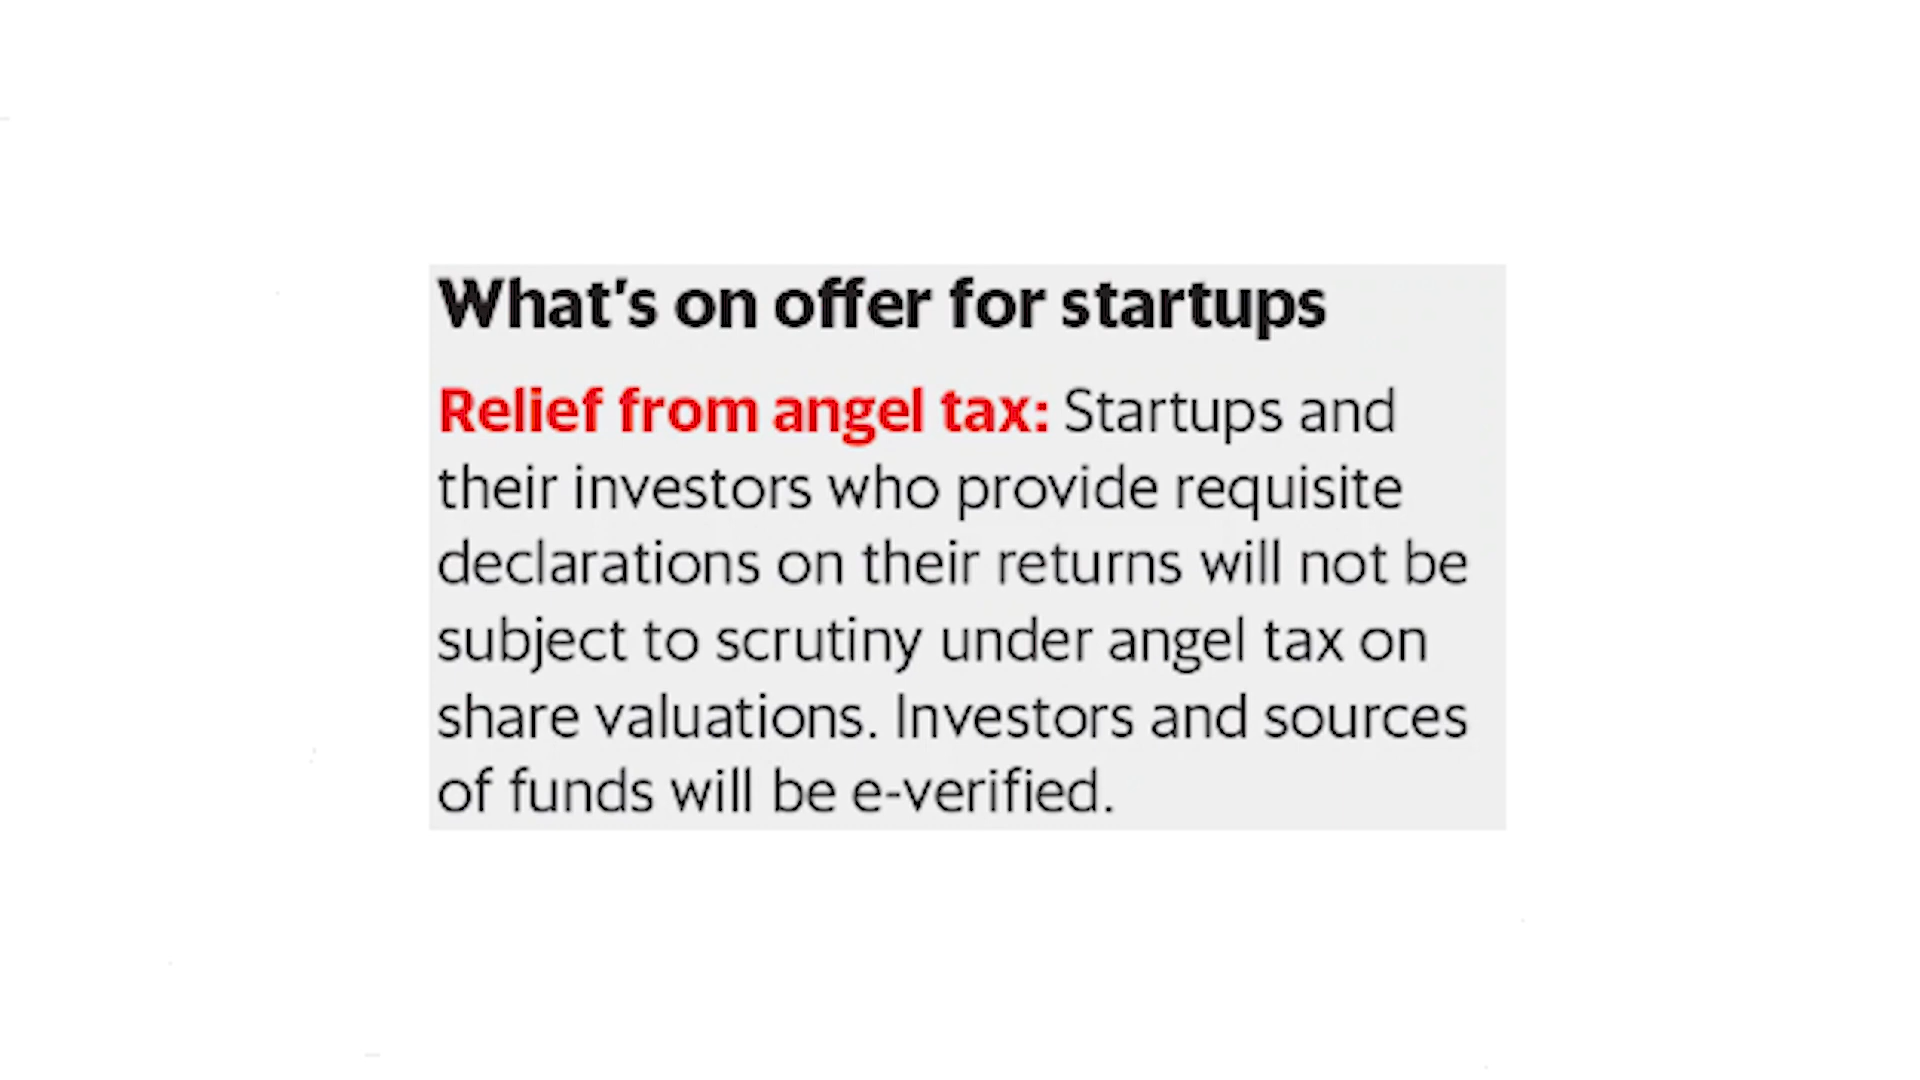 What's on offer for startups
Relief from angel tax: Startups and
their investors who provide requisite
declarations on their returns will not be
subject to scrutiny under angel tax on
share valuations. Investors and sources
of funds will be e-verified.